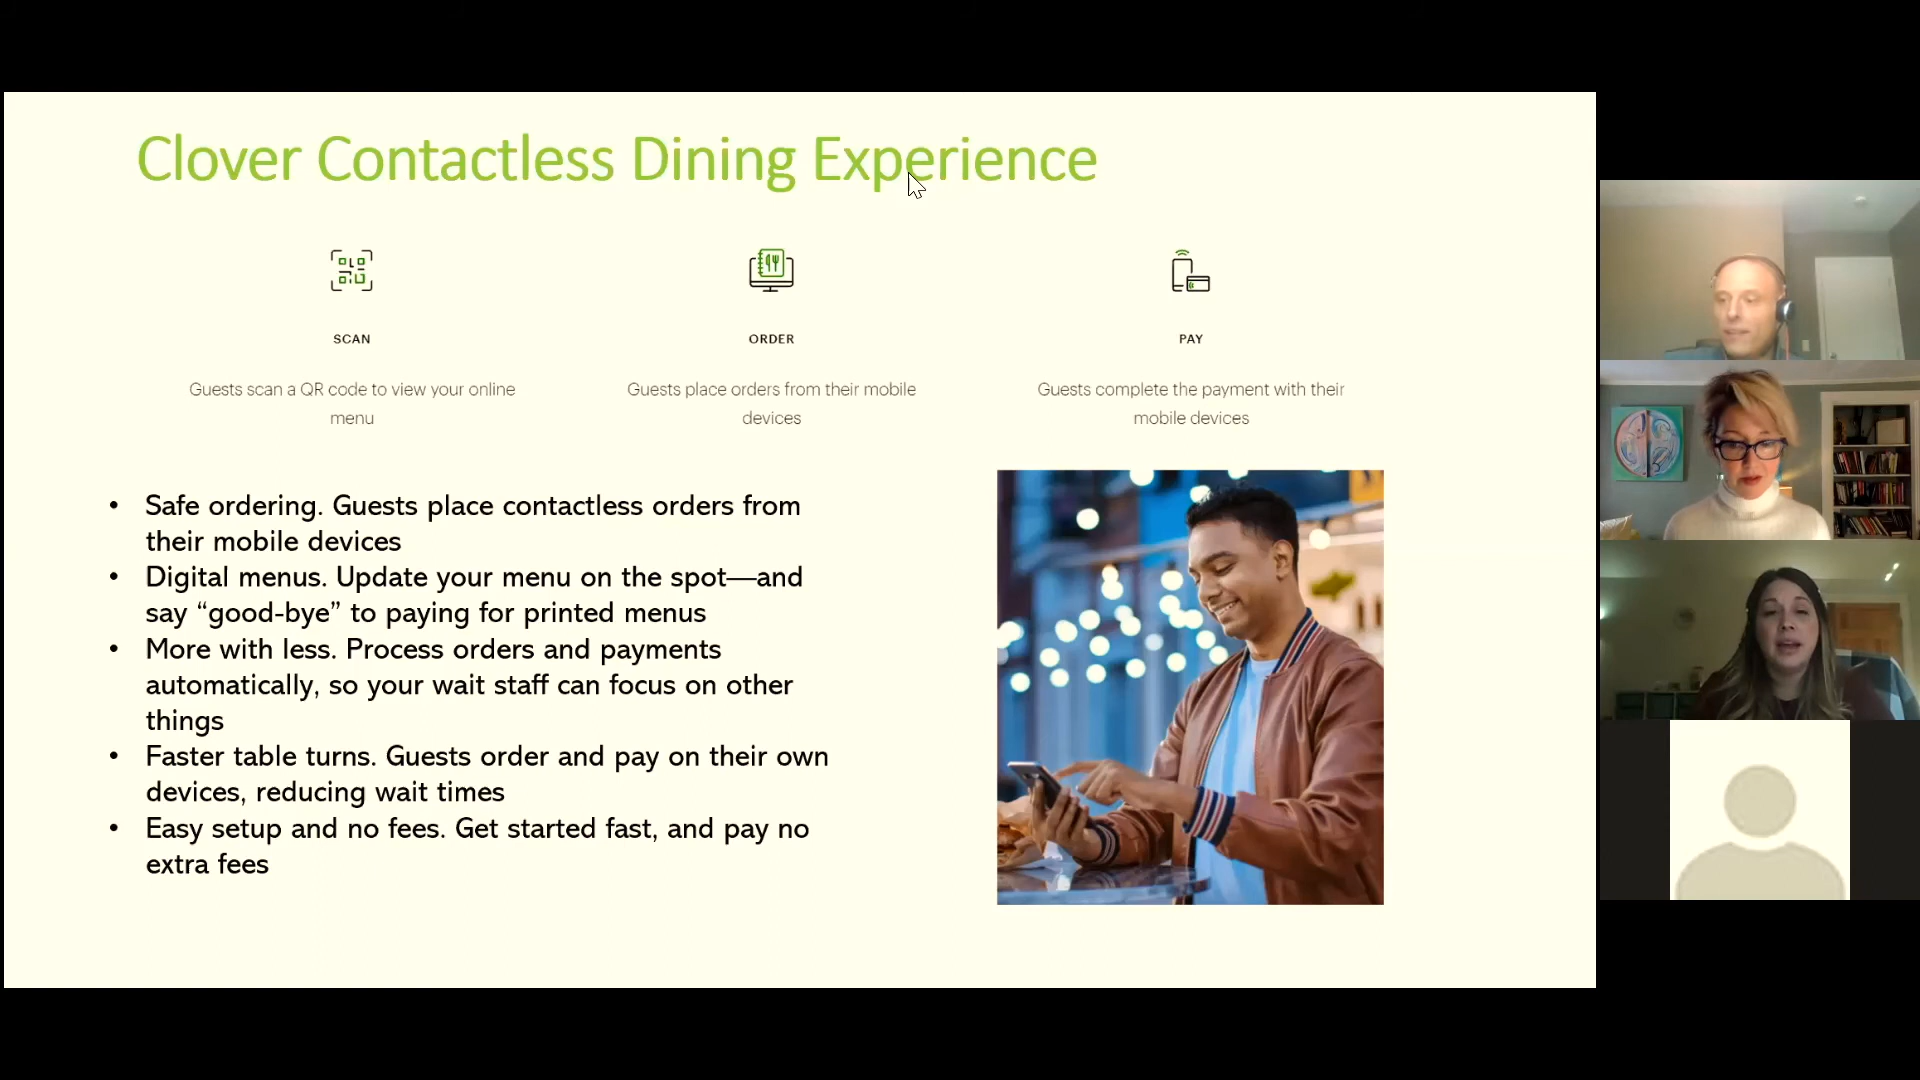 Clover Contactless Dining Experience
SCAN
Guests scan a QR code to view your online
menu
ORDER
Guests place orders from their mobile
devices
PAY
Guests complete the payment with their
mobile devices
• Safe ordering. Guests place contactless orders from
their mobile devices
• Digital menus. Update your menu on the spot—and
say “good-bye” to paying for printed menus
• More with less. Process orders and payments
automatically, so your wait staff can focus on other
things
• Faster table turns. Guests order and pay on their own
devices, reducing wait times
• Easy setup and no fees. Get started fast, and pay no
extra fees